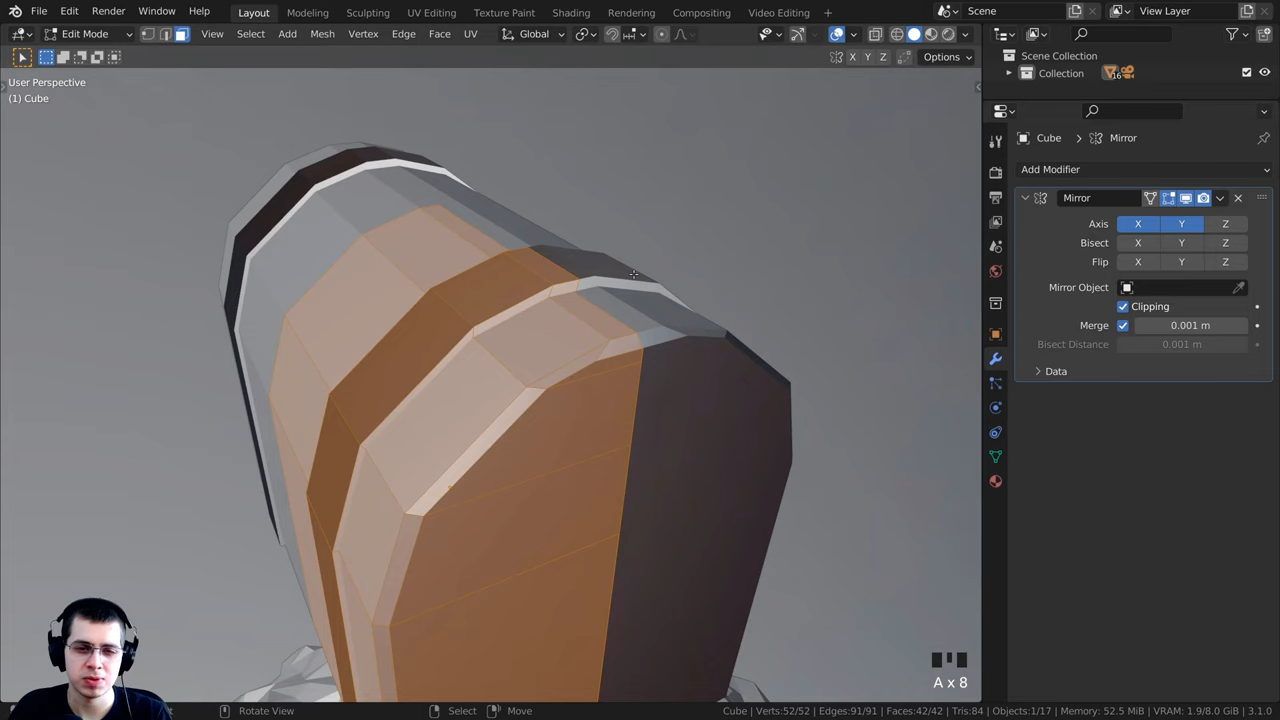 File Edit Render Window Help Layout Modeling Sculpting UV Editing Texture Paint Shading Rendering Compositing Video Editing Scene View Layer
Edit Mode View Select Add Mesh Vertex Edge Face UV Global
X Y Z Options
User Perspective
(1) Cube
Scene Collection
Collection 16
Cube > Mirror
Add Modifier
Mirror
Axis X Y Z
Bisect X Y Z
Flip X Y Z
Mirror Object
Clipping
Merge 0.001 m
Bisect Distance 0.001 m
Data
A x 8
Rotate View Select Move Cube | Verts:52/52 | Edges:91/91 | Faces:42/42 | Tris:84 | Objects:1/17 | Memory: 52.5 MiB | VRAM: 1.9/8.0 GiB | 3.1.0